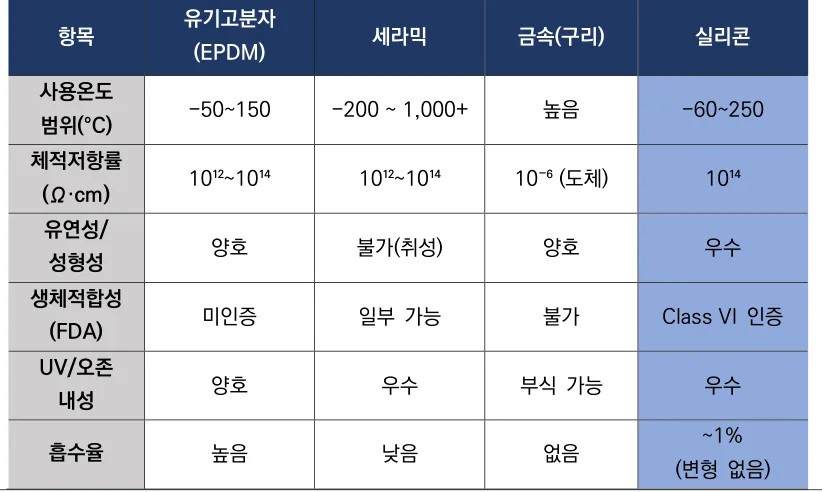 항목 유기고분자 (EPDM) 세라믹 금속(구리) 실리콘
사용온도 범위(°C) -50~150 -200 ~ 1,000+ 높음 -60~250
체적저항률 (Ω·cm) 10¹²~10¹⁴ 10¹²~10¹⁴ 10⁻⁶ (도체) 10¹⁴
유연성/ 성형성 양호 불가(취성) 양호 우수
생체적합성 (FDA) 미인증 일부 가능 불가 Class VI 인증
UV/오존 내성 양호 우수 부식 가능 우수
흡수율 높음 낮음 없음 ~1% (변형 없음)